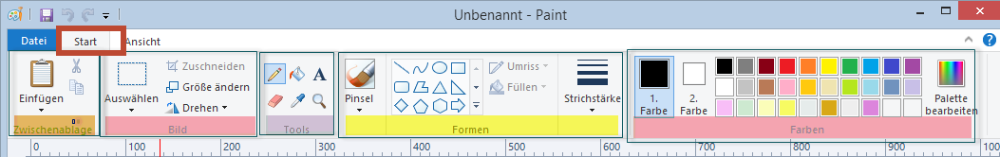 Unbenannt - Paint
Datei Start Ansicht
Einfügen
Zwischenablage
Auswählen
Zuschneiden
Größe ändern
Drehen
Bild
A
Tools
Pinsel
Umriss
Füllen
Formen
Strichstärke
1.
Farbe
2.
Farbe
Palette
bearbeiten
Farben
0 100 200 300 400 500 600 700 800 900 1000